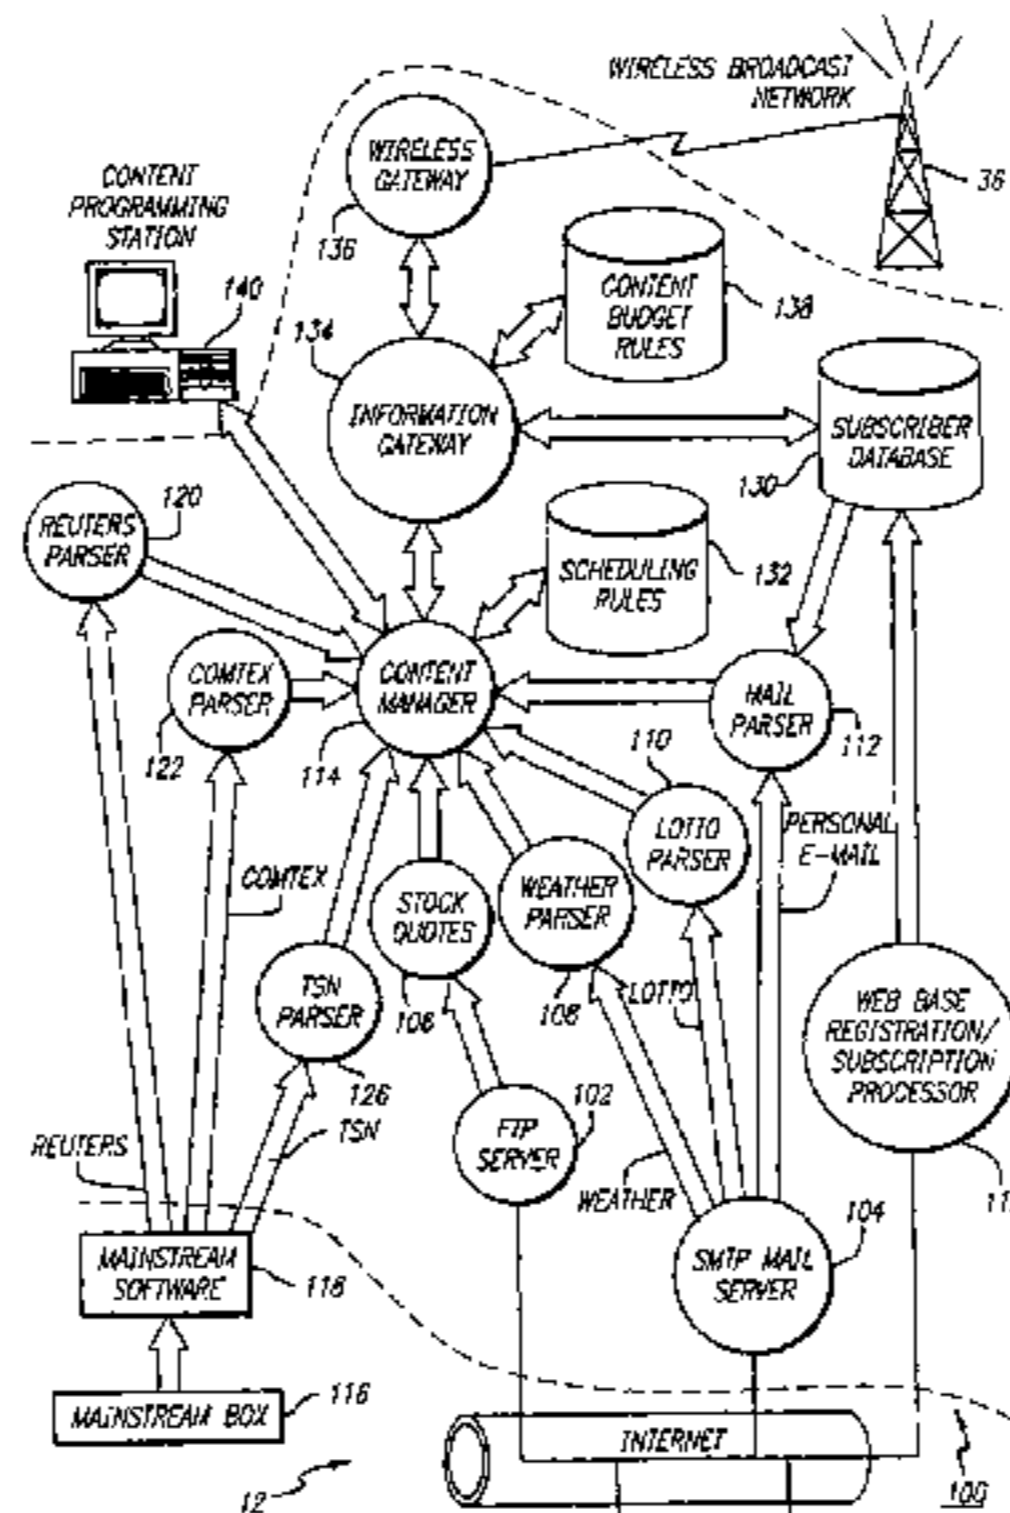 WIRELESS BROADCAST
NETWORK
WIRELESS
GATEWAY
36
CONTENT
PROGRAMMING
STATION
136
140
134
CONTENT
BUDGET
RULES
138
INFORMATION
GATEWAY
SUBSCRIBER
DATABASE
130
120
REUTERS
PARSER
SCHEDULING
RULES
132
COMTEX
PARSER
CONTENT
MANAGER
MAIL
PARSER
122
114
110
112
LOTTO
PARSER
PERSONAL
E-MAIL
COMTEX
STOCK
QUOTES
WEATHER
PARSER
TSN
PARSER
106
108
LOTTO
WEB BASE
REGISTRATION/
SUBSCRIPTION
PROCESSOR
126
102
FTP
SERVER
TSN
REUTERS
WEATHER
11
104
MAINSTREAM
SOFTWARE
118
SMTP MAIL
SERVER
MAINSTREAM BOX
116
INTERNET
12
100